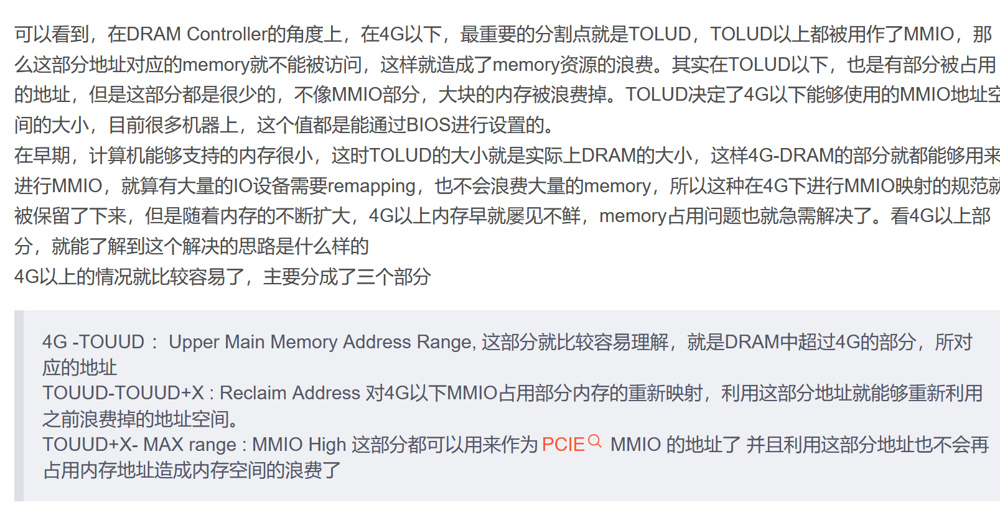 可以看到，在DRAM Controller的角度上，在4G以下，最重要的分割点就是TOLUD，TOLUD以上都被用作了MMIO，那
么这部分地址对应的memory就不能被访问，这样就造成了memory资源的浪费。其实在TOLUD以下，也是有部分被占用
的地址，但是这部分都是很少的，不像MMIO部分，大块的内存被浪费掉。TOLUD决定了4G以下能够使用的MMIO地址空
间的大小，目前很多机器上，这个值都是能通过BIOS进行设置的。
在早期，计算机能够支持的内存很小，这时TOLUD的大小就是实际上DRAM的大小，这样4G-DRAM的部分就都能够用来
进行MMIO，就算有大量的IO设备需要remapping，也不会浪费大量的memory，所以这种在4G下进行MMIO映射的规范就
被保留了下来，但是随着内存的不断扩大，4G以上内存早就屡见不鲜，memory占用问题也就急需解决了。看4G以上部
分，就能了解到这个解决的思路是什么样的
4G以上的情况就比较容易了，主要分成了三个部分
4G -TOUUD ：Upper Main Memory Address Range, 这部分就比较容易理解，就是DRAM中超过4G的部分，所对
应的地址
TOUUD-TOUUD+X : Reclaim Address 对4G以下MMIO占用部分内存的重新映射，利用这部分地址就能够重新利用
之前浪费掉的地址空间。
TOUUD+X- MAX range : MMIO High 这部分都可以用来作为 PCIE MMIO 的地址了 并且利用这部分地址也不会再
占用内存地址造成内存空间的浪费了